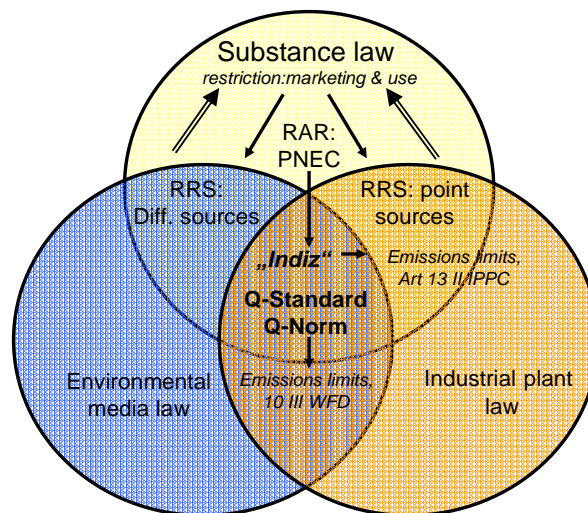 Substance law
restriction:marketing & use
RAR:
PNEC
RRS:
Diff. sources
RRS: point
sources
„Indiz“
Emissions limits,
Art 13 II IPPC
Q-Standard
Q-Norm
Environmental
media law
Emissions limits,
10 III WFD
Industrial plant
law